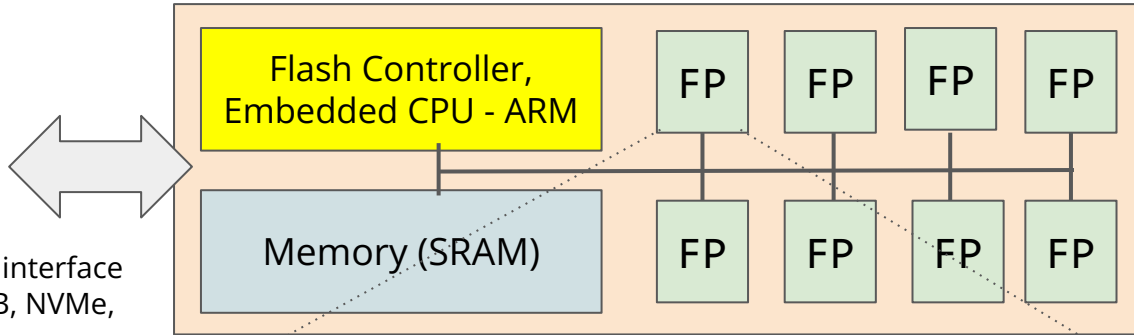 Flash Controller,
Embedded CPU - ARM
FP FP FP FP
Memory (SRAM)
FP FP FP FP
interface
NVMe,